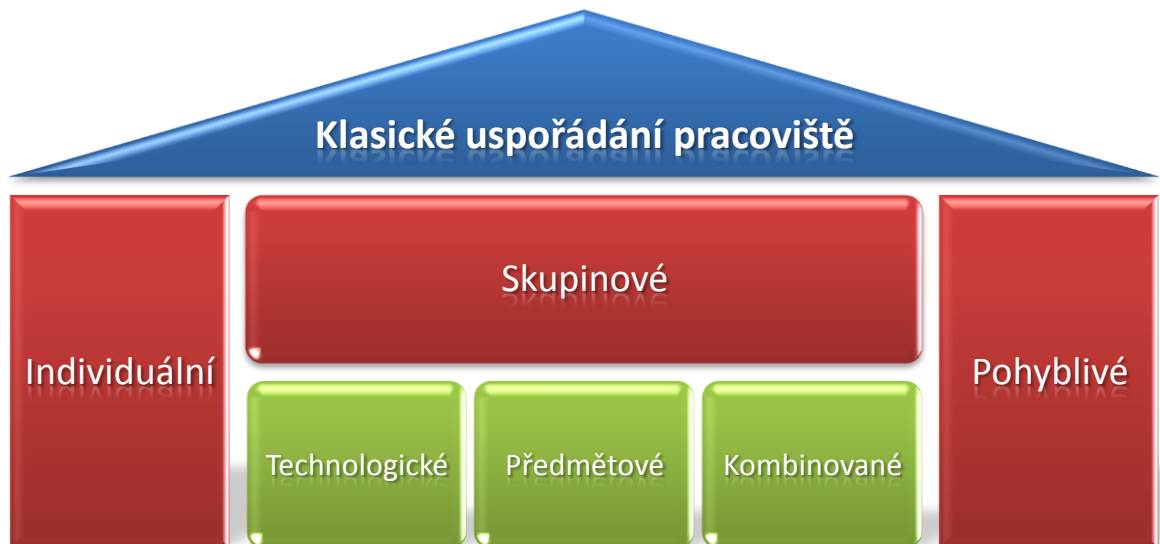 Klasické uspořádání pracoviště
Skupinové
Individuální
Pohyblivé
Technologické
Předmětové
Kombinované